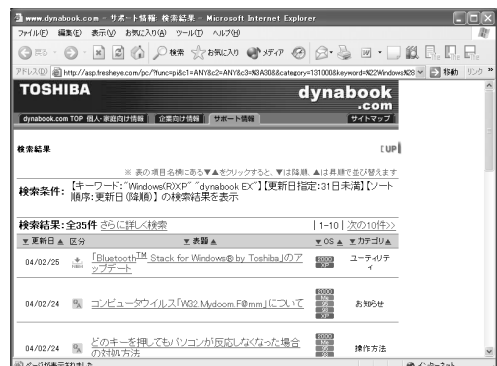 www.dynabook.com - サポート情報 検索結果 - Microsoft Internet Explorer
ファイル(F) 編集(E) 表示(V) お気に入り(A) ツール(T) ヘルプ(H)
戻る 検索 お気に入り メディア
アドレス(D) http://asp.fresheye.com/pc/?func=pi&c1=ANY&c2=ANY&c3=%3A30&&category=131000&keyword=%22Windows%28 移動 リンク
TOSHIBA dynabook.com
dynabook.com TOP 個人・家庭向け情報 企業向け情報 サポート情報 サイトマップ
検索結果 [UP]
※ 表の項目名横にある▼▲をクリックすると、▼は降順、▲は昇順で並び替えます
検索条件: 【キーワード:"Windows(R)XP" "dynabook EX"】【更新日指定:31日未満】【ソート順序:更新日(降順)】の検索結果を表示
検索結果:全35件 さらに詳しく検索 |1-10| 次の10件>>
▼更新日▲ 区分 ▼表題▲ ▼OS▲ ▼カテゴリ▲
04/02/25 「Bluetooth™ Stack for Windows® by Toshiba」のアップデート 2000 XP ユーティリティ
04/02/24 コンピュータウイルス「W32.Mydoom.F@mm」について 2000 Me 98 XP お知らせ
04/02/24 どのキーを押してもパソコンが反応しなくなった場合の対処方法 2000 Me 98 操作方法
ページが表示されました インターネット